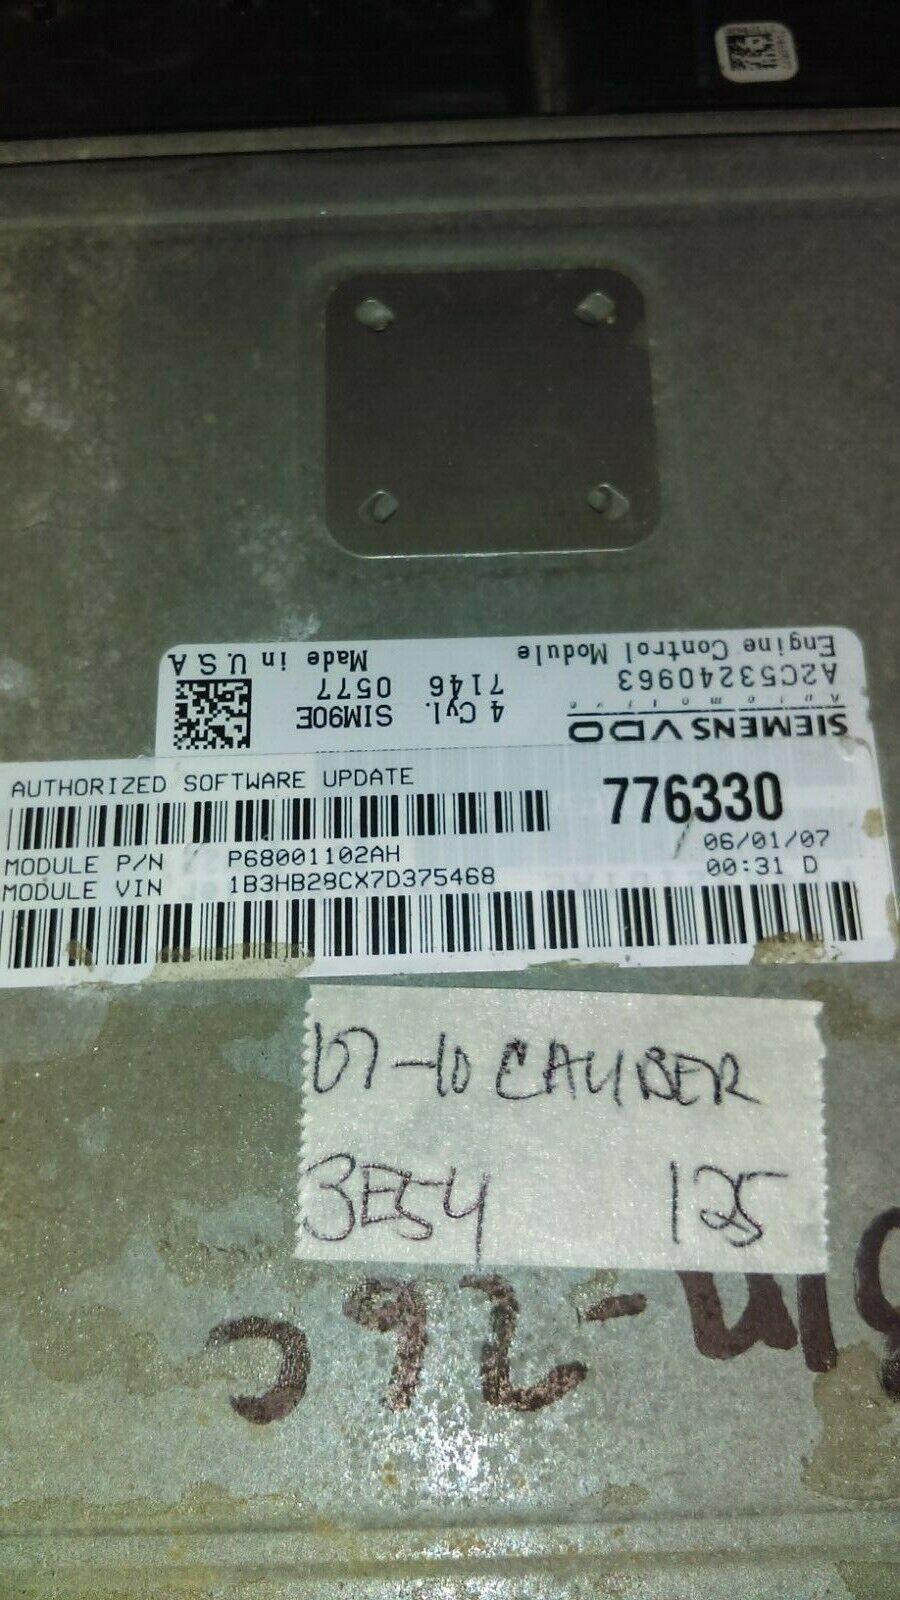 Engine Control Module Made in U.S.A
A2C53240963 7146 0577
SIEMENS VDO 4 Cyl. SIM90E
Automotive
AUTHORIZED SOFTWARE UPDATE 776330
06/01/07
MODULE P/N P68001102AH
00:31 D
MODULE VIN 1B3HB28CX7D375468
07-10 CALIBER
3E54 125